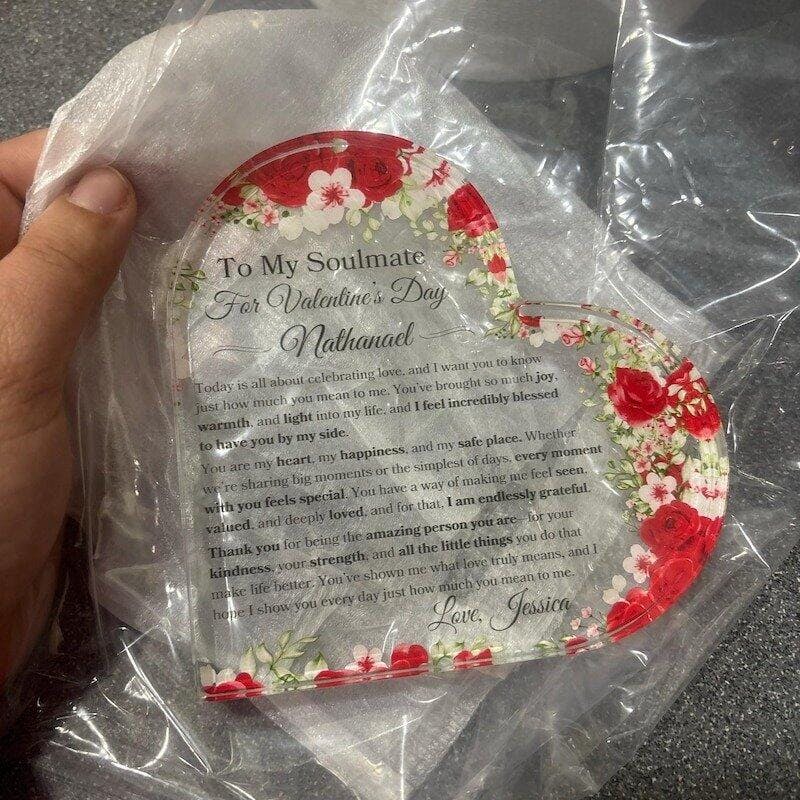 To My Soulmate
For Valentine's Day
Nathanael
Today is all about celebrating love, and I want you to know
just how much you mean to me. You've brought so much joy,
warmth, and light into my life, and I feel incredibly blessed
to have you by my side.
You are my heart, my happiness, and my safe place. Whether
we're sharing big moments or the simplest of days, every moment
with you feels special. You have a way of making me feel seen,
valued, and deeply loved, and for that, I am endlessly grateful.
Thank you for being the amazing person you are—for your
kindness, your strength, and all the little things you do that
make life better. You've shown me what love truly means, and I
hope I show you every day just how much you mean to me.
Love, Jessica